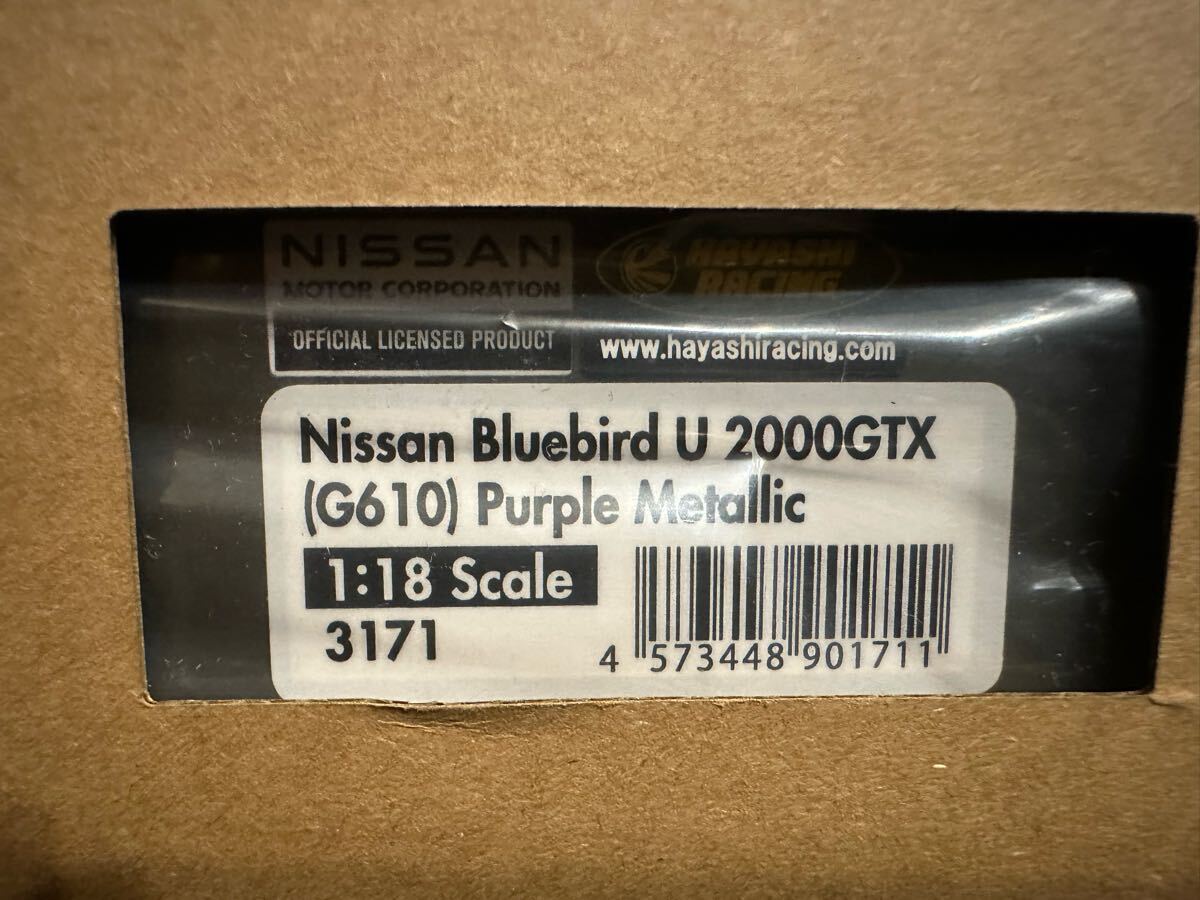 NISSAN
MOTOR CORPORATION
OFFICIAL LICENSED PRODUCT
HAYASHI
RACING
www.hayashiracing.com
Nissan Bluebird U 2000GTX
(G610) Purple Metallic
1:18 Scale
3171
4 573448 901711